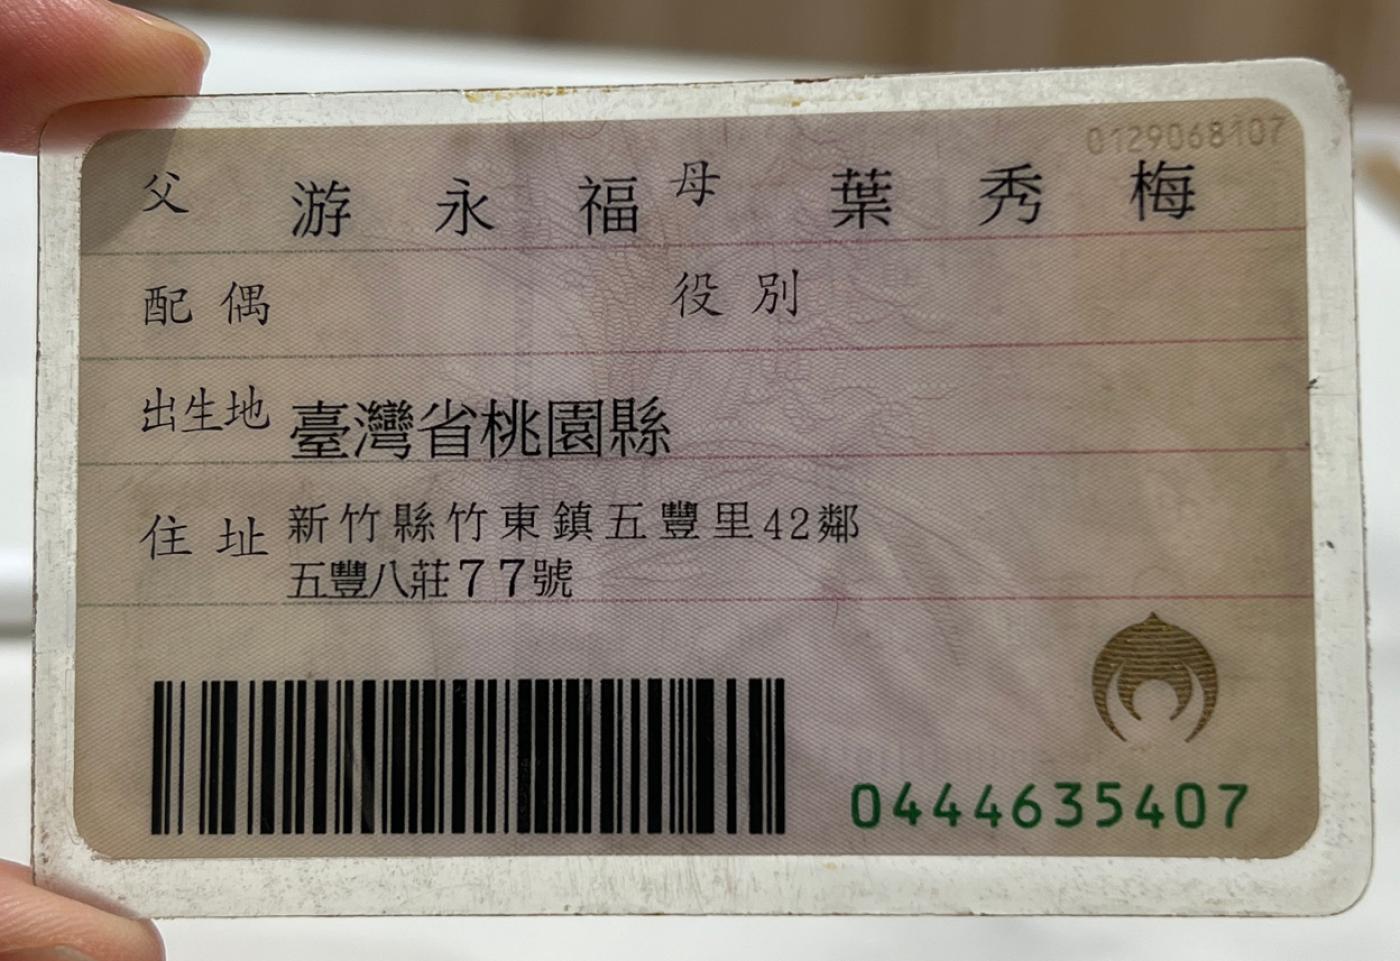 0129068107
父 游永福 母 葉秀梅
配偶 役別
出生地 臺灣省桃園縣
住址 新竹縣竹東鎮五豐里42鄰
五豐八莊77號
0444635407